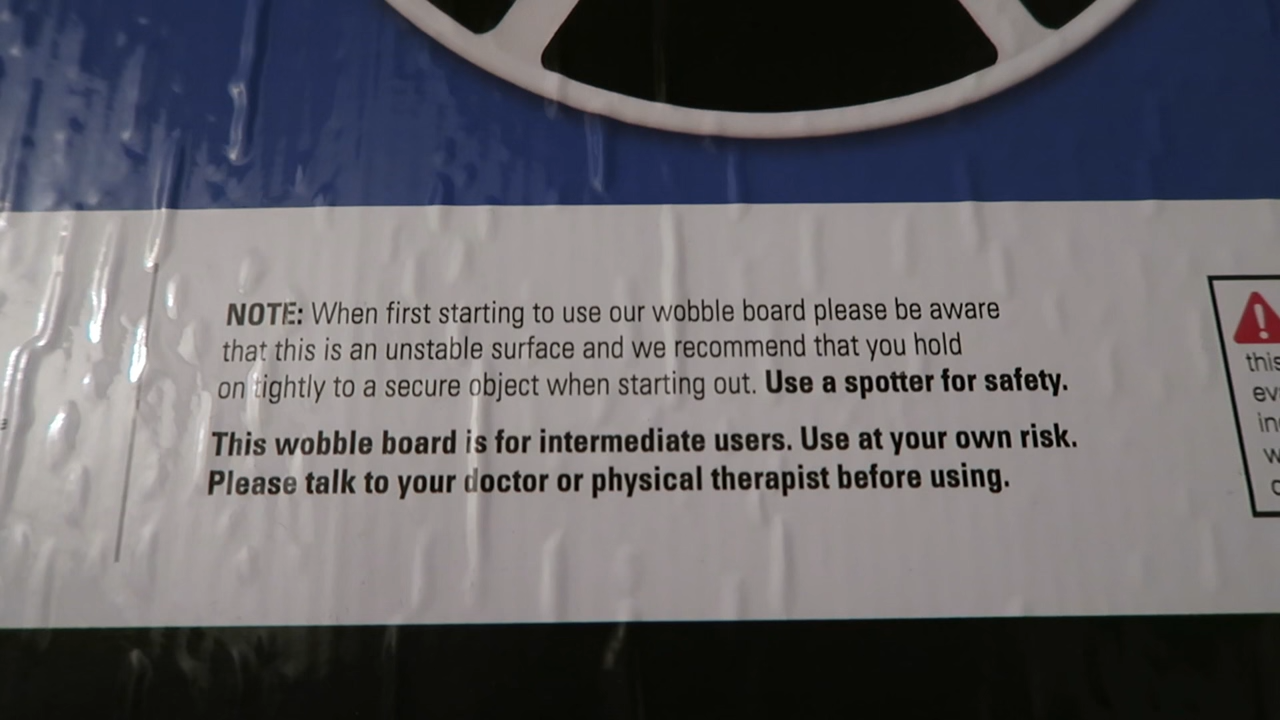 NOTE: When first starting to use our wobble board please be aware
that this is an unstable surface and we recommend that you hold
on tightly to a secure object when starting out. Use a spotter for safety.
This wobble board is for intermediate users. Use at your own risk.
Please talk to your doctor or physical therapist before using.
this